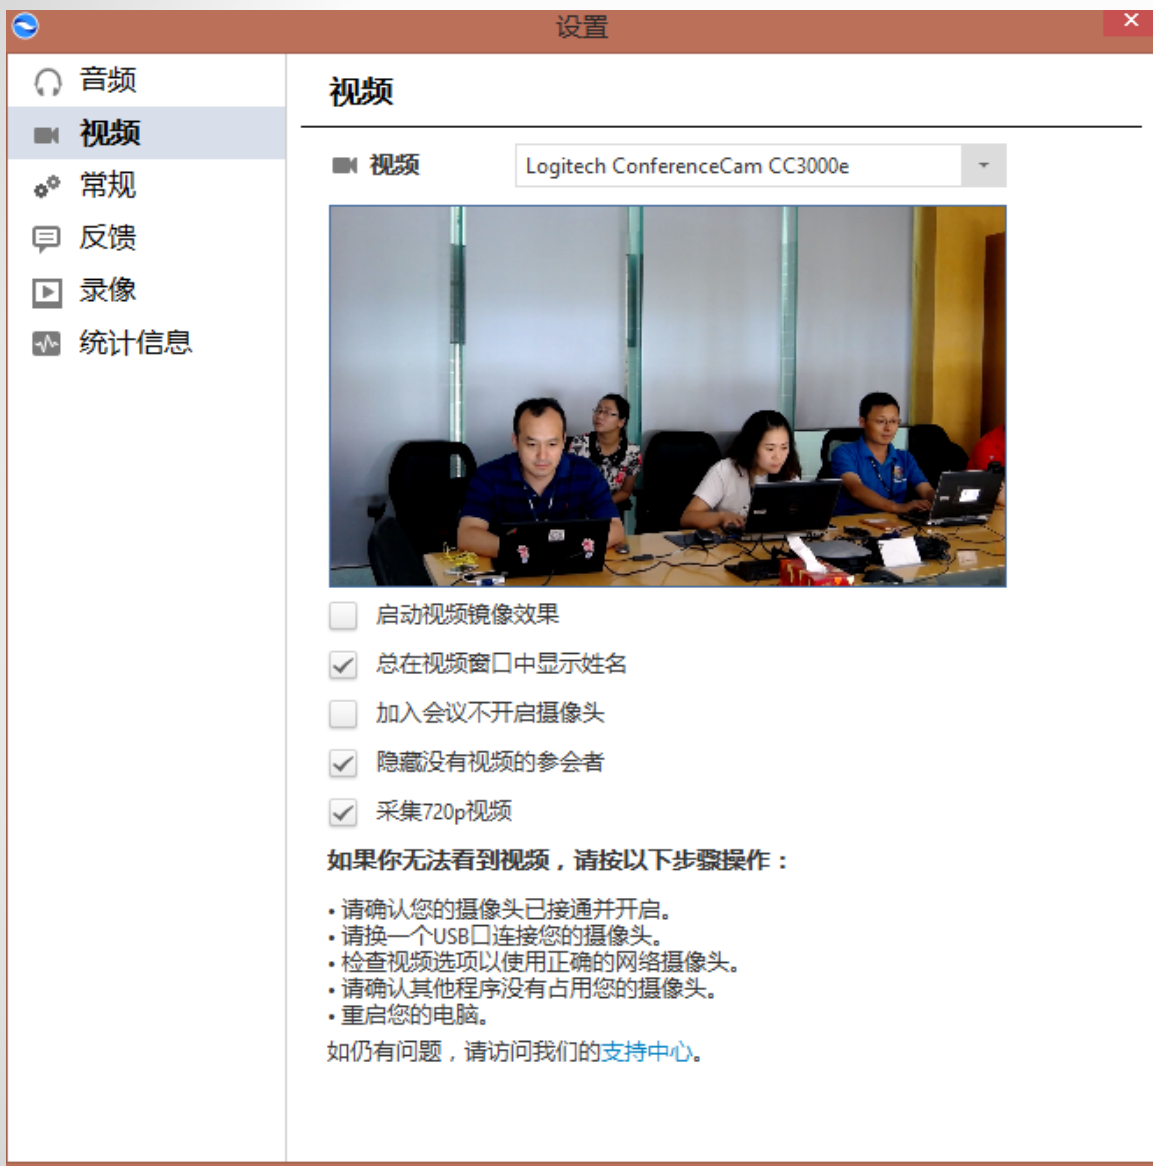 设置
音频
视频
常规
反馈
录像
统计信息
视频
视频
Logitech ConferenceCam CC3000e
启动视频镜像效果
总在视频窗口中显示姓名
加入会议不开启摄像头
隐藏没有视频的参会者
采集720p视频
如果你无法看到视频，请按以下步骤操作：
• 请确认您的摄像头已接通并开启。
• 请换一个USB口连接您的摄像头。
• 检查视频选项以使用正确的网络摄像头。
• 请确认其他程序没有占用您的摄像头。
• 重启您的电脑。
如仍有问题，请访问我们的支持中心。